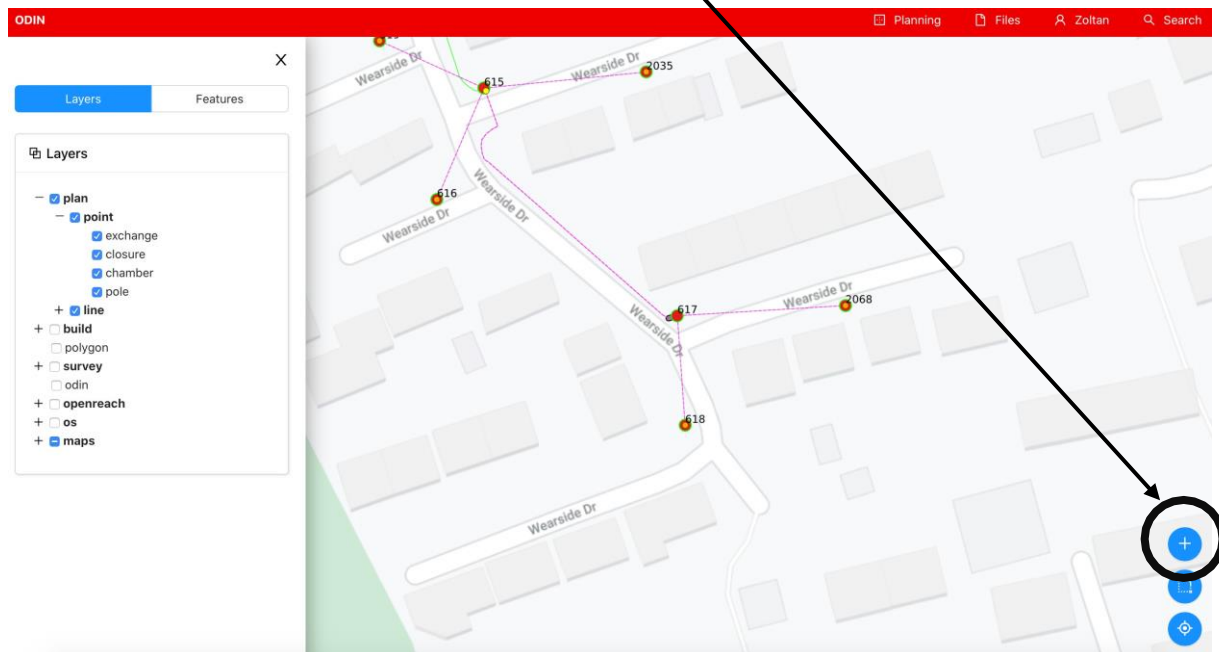 ODIN
Planning
Files
Zoltan
Search
X
Layers
Features
Layers
plan
point
exchange
closure
chamber
pole
line
build
polygon
survey
odin
openreach
os
maps
Wearside Dr
615
Wearside Dr
2035
616
Wearside Dr
Wearside Dr
617
Wearside Dr
2068
Wearside Dr
618
Wearside Dr